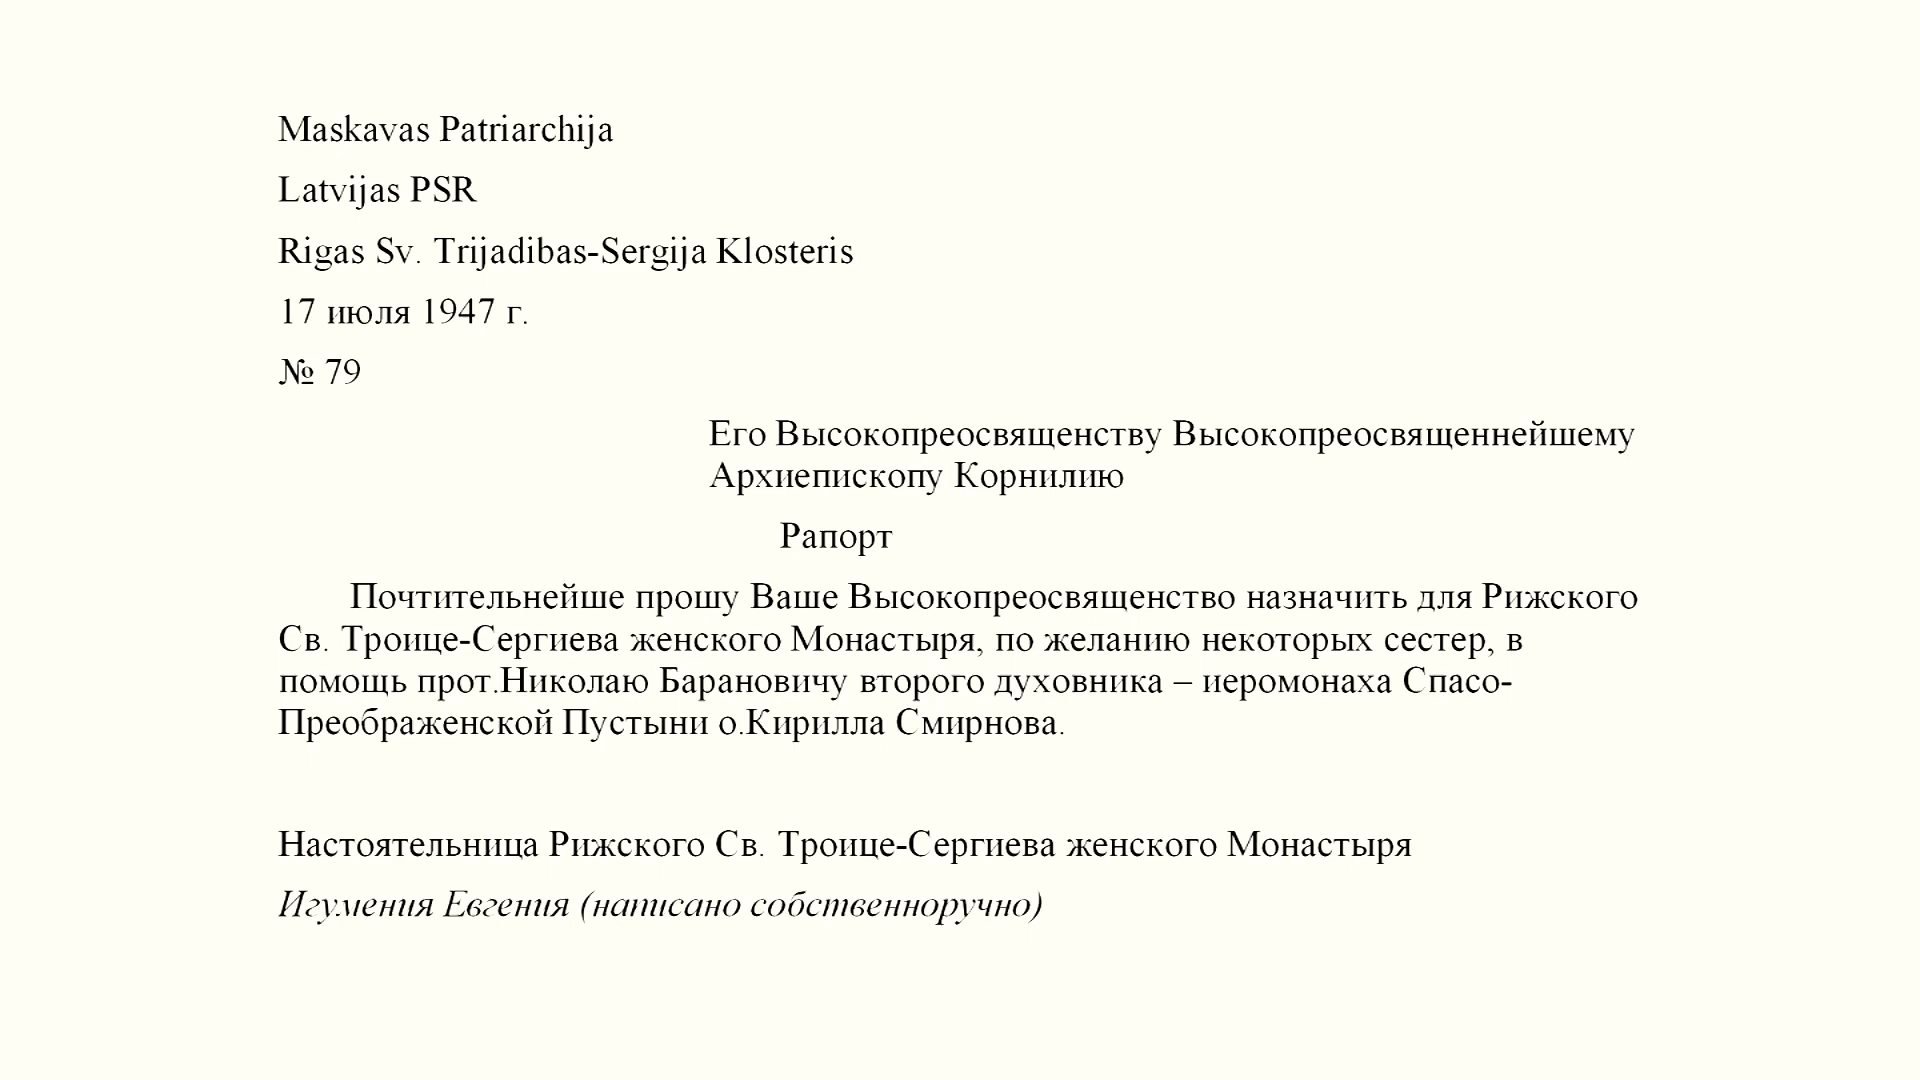 Maskavas Patriarchija
Latvijas PSR
Rigas Sv. Trijadibas-Sergija Klosteris
17 июля 1947 г.
№ 79
Его Высокопреосвященству Высокопреосвященнейшему
Архиепископу Корнилию
Рапорт
Почтительнейше прошу Ваше Высокопреосвященство назначить для Рижского
Св. Троице-Сергиева женского Монастыря, по желанию некоторых сестер, в
помощь прот.Николаю Барановичу второго духовника – иеромонаха Спасо-
Преображенской Пустыни о.Кирилла Смирнова.
Настоятельница Рижского Св. Троице-Сергиева женского Монастыря
Игумения Евгения (написано собственноручно)